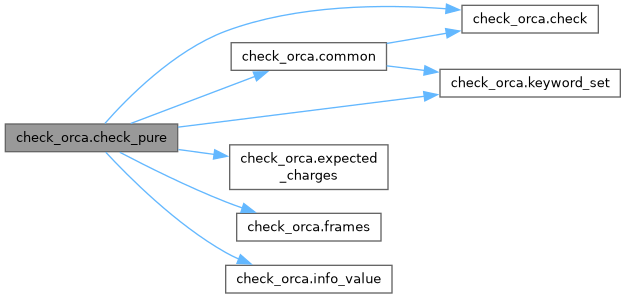 check_orca.check
check_orca.common
check_orca.keyword_set
check_orca.check_pure
check_orca.expected
_charges
check_orca.frames
check_orca.info_value